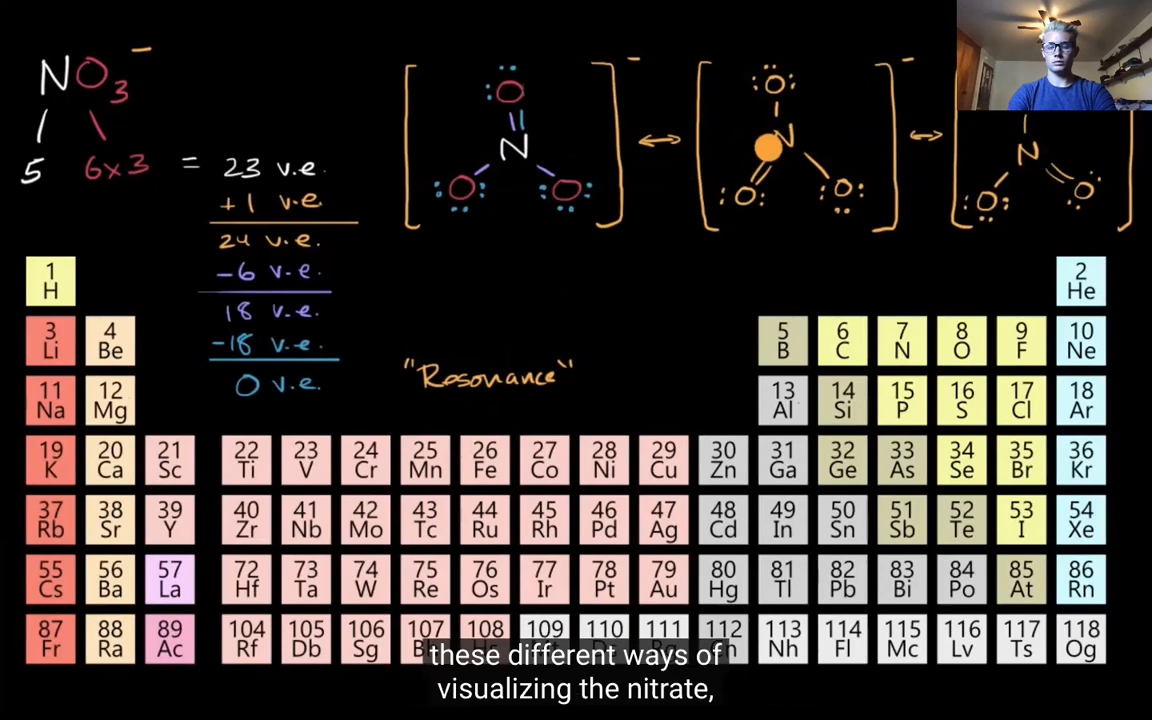 NO3-
5 6x3 = 23 v.e.
+1 v.e.
24 v.e.
-6 v.e.
18 v.e.
-18 v.e.
0 v.e.
[:O: N :O: :O:]- ↔ [:O: N :O: :O:]- ↔ [N :O: O:]
"Resonance"
1 2
H He
3 4 5 6 7 8 9 10
Li Be B C N O F Ne
11 12 13 14 15 16 17 18
Na Mg Al Si P S Cl Ar
19 20 21 22 23 24 25 26 27 28 29 30 31 32 33 34 35 36
K Ca Sc Ti V Cr Mn Fe Co Ni Cu Zn Ga Ge As Se Br Kr
37 38 39 40 41 42 43 44 45 46 47 48 49 50 51 52 53 54
Rb Sr Y Zr Nb Mo Tc Ru Rh Pd Ag Cd In Sn Sb Te I Xe
55 56 57 72 73 74 75 76 77 78 79 80 81 82 83 84 85 86
Cs Ba La Hf Ta W Re Os Ir Pt Au Hg Tl Pb Bi Po At Rn
87 88 89 104 105 106 107 108 109 110 111 112 113 114 115 116 117 118
Fr Ra Ac Rf Db Sg Nh Fl Mc Lv Ts Og
these different ways of
visualizing the nitrate,